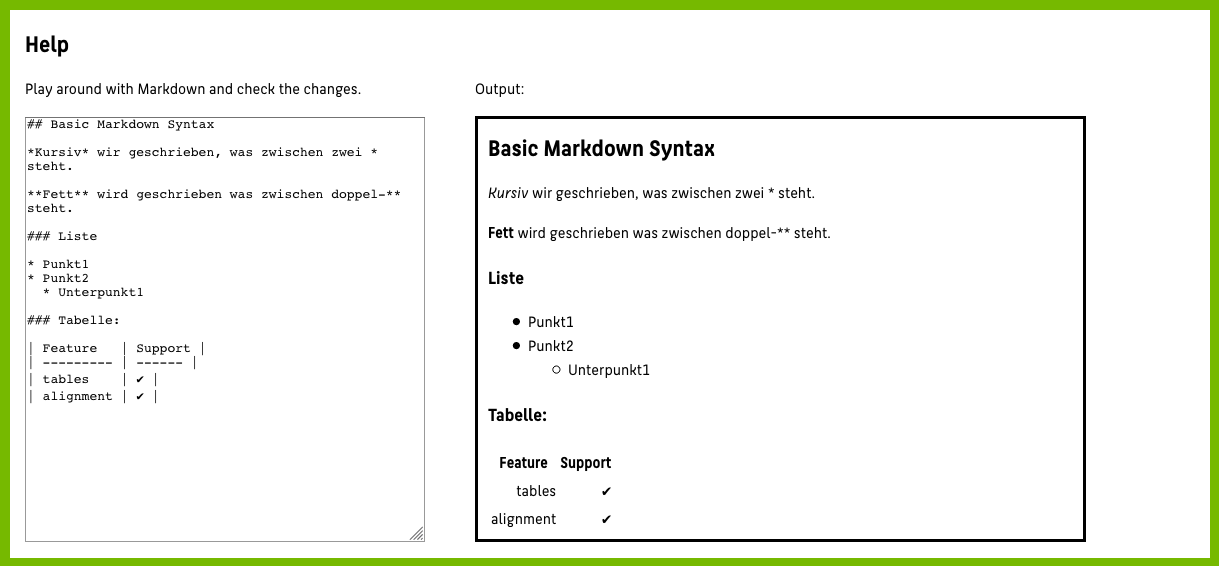 Help
Play around with Markdown and check the changes.
## Basic Markdown Syntax
*Kursiv* wir geschrieben, was zwischen zwei *
steht.
**Fett** wird geschrieben was zwischen doppel-**
steht.
### Liste
* Punkt1
* Punkt2
  * Unterpunkt1
### Tabelle:
| Feature   | Support |
| --------- | ------ |
| tables    | ✔ |
| alignment | ✔ |
Output:
Basic Markdown Syntax
Kursiv wir geschrieben, was zwischen zwei * steht.
Fett wird geschrieben was zwischen doppel-** steht.
Liste
● Punkt1
● Punkt2
○ Unterpunkt1
Tabelle:
Feature Support
tables ✔
alignment ✔